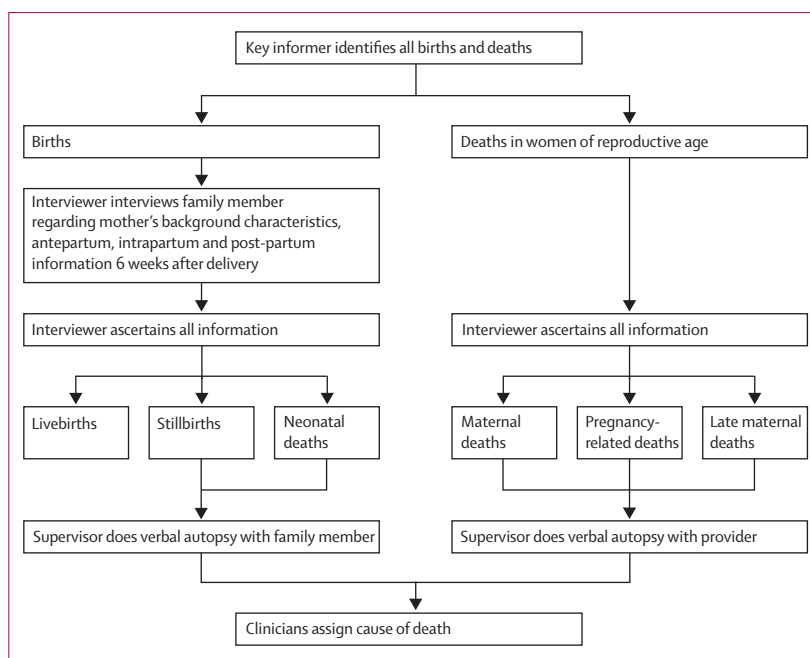 Key informer identifies all births and deaths
Births
Deaths in women of reproductive age
Interviewer interviews family member
regarding mother's background characteristics,
antepartum, intrapartum and post-partum
information 6 weeks after delivery
Interviewer ascertains all information
Interviewer ascertains all information
Livebirths
Stillbirths
Neonatal
deaths
Maternal
deaths
Pregnancy-
related deaths
Late maternal
deaths
Supervisor does verbal autopsy with family member
Supervisor does verbal autopsy with provider
Clinicians assign cause of death